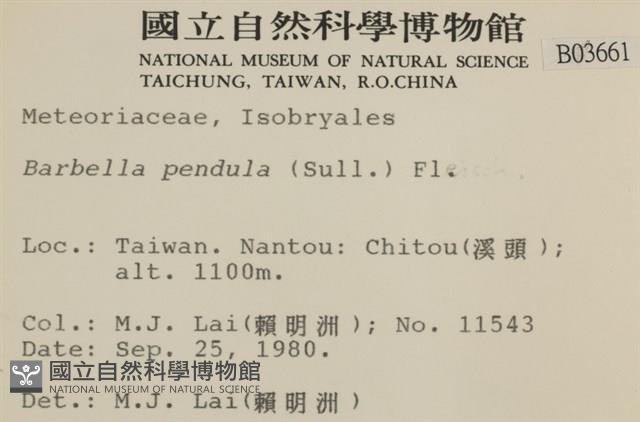 國立自然科學博物館
NATIONAL MUSEUM OF NATURAL SCIENCE
TAICHUNG, TAIWAN, R.O.CHINA
B03661
Meteoriaceae, Isobryales
Barbella pendula (Sull.) Fl.
Loc.: Taiwan. Nantou: Chitou(溪頭);
alt. 1100m.
Col.: M.J. Lai(賴明洲); No. 11543
Date: Sep. 25, 1980.
國立自然科學博物館
NATIONAL MUSEUM OF NATURAL SCIENCE
Det.: M.J. Lai(賴明洲)